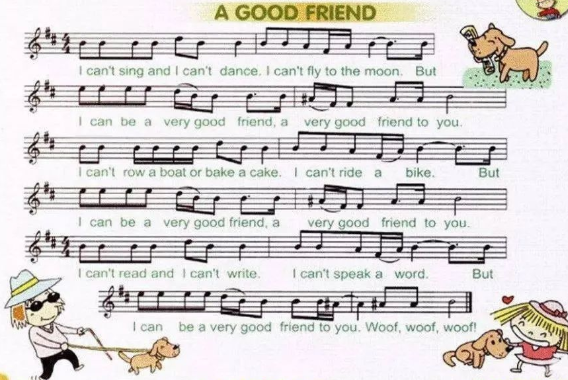 A GOOD FRIEND
I can't sing and I can't dance. I can't fly to the moon. But
I can be a very good friend, a very good friend to you.
I can't row a boat or bake a cake. I can't ride a bike. But
I can be a very good friend, a very good friend to you.
I can't read and I can't write. I can't speak a word. But
I can be a very good friend to you. Woof, woof, woof!